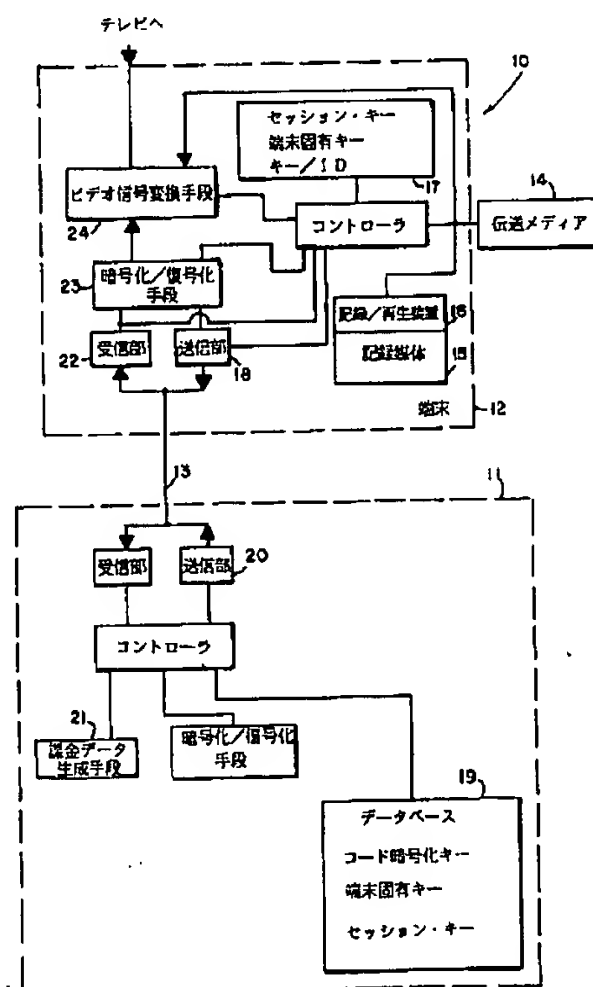 テレビへ
10
セッション・キー
端末固有キー
キー/ID
17
ビデオ信号変換手段
24
コントローラ
14
伝送メディア
暗号化/復号化
手段
23
記録/再生装置
16
記録媒体
15
受信部
22
送信部
18
端末
12
13
11
受信部
送信部
20
コントローラ
21
課金データ
生成手段
暗号化/復号化
手段
19
データベース
コード暗号化キー
端末固有キー
セッション・キー